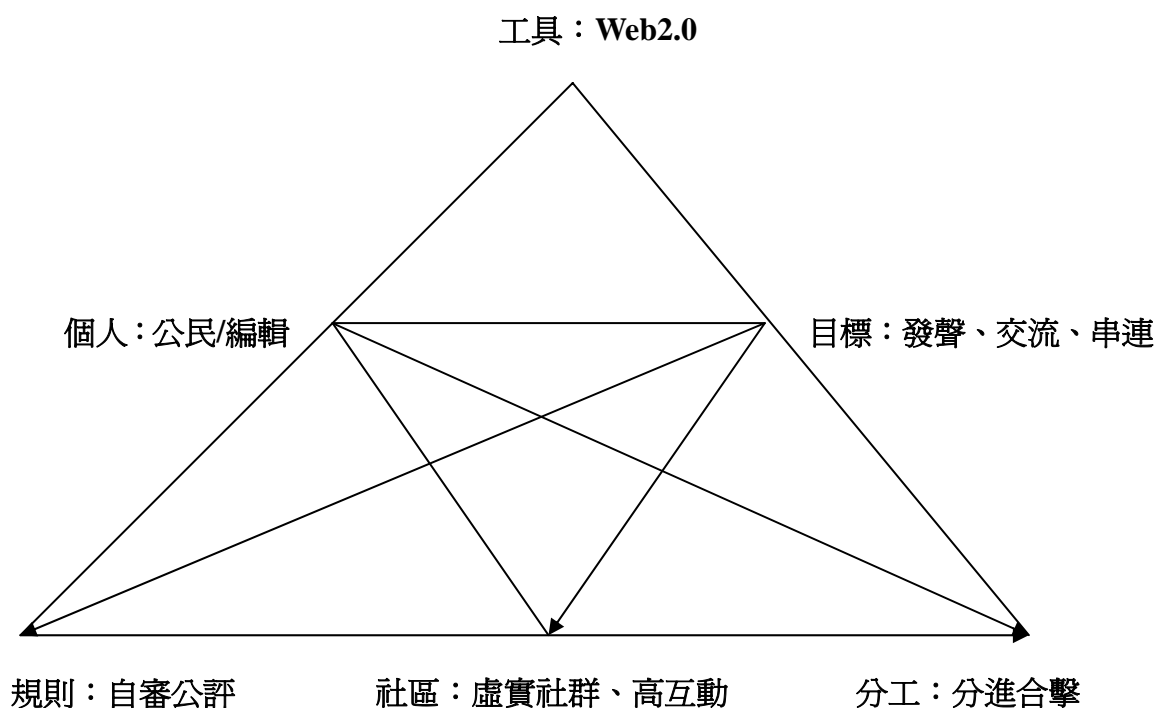 工具：Web2.0
個人：公民/編輯
目標：發聲、交流、串連
規則：自審公評
社區：虛實社群、高互動
分工：分進合擊